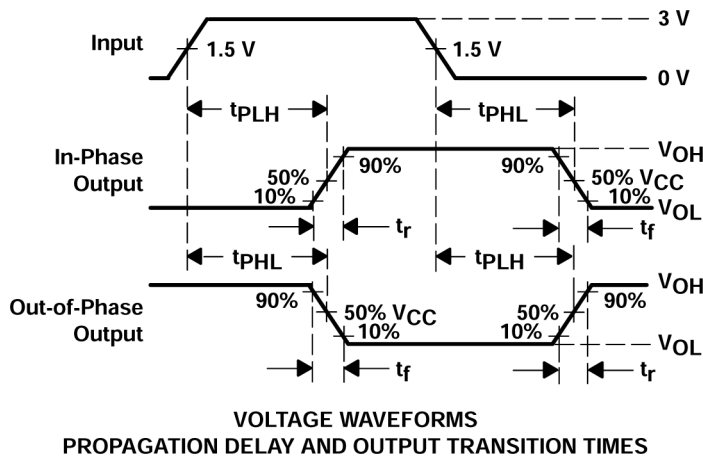 3 V
Input
1.5 V
1.5 V
0 V
tPLH
tPHL
In-Phase
Output
90%
90%
VOH
50%
50% VCC
10%
10%
VOL
tr
tf
tPHL
tPLH
Out-of-Phase
Output
90%
90%
VOH
50% VCC
50%
10%
10%
VOL
tf
tr
VOLTAGE WAVEFORMS
PROPAGATION DELAY AND OUTPUT TRANSITION TIMES